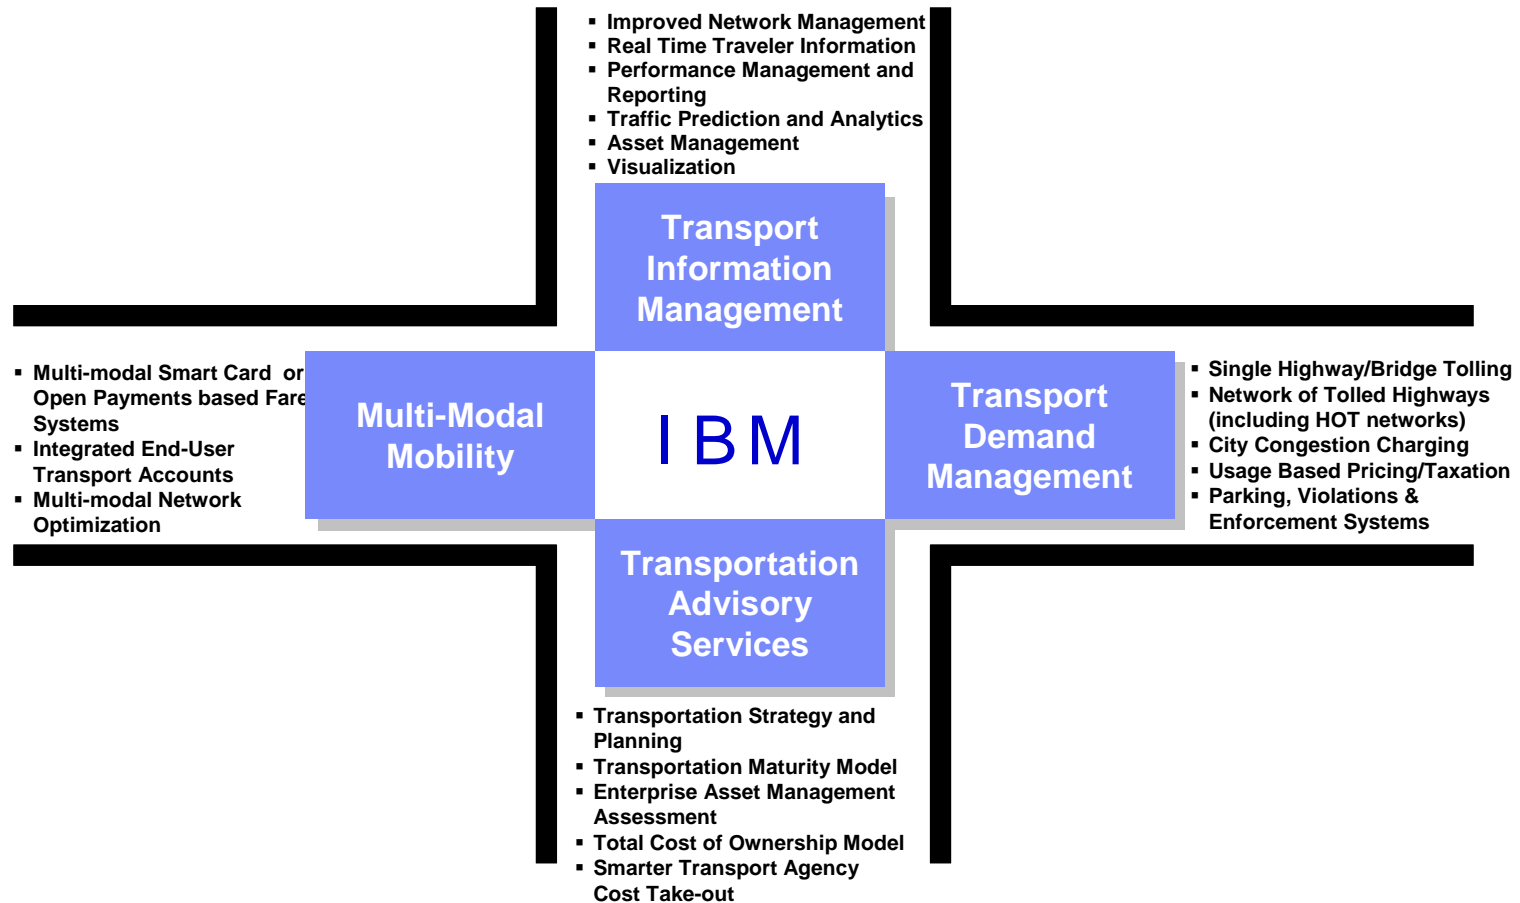 ▪ Improved Network Management
▪ Real Time Traveler Information
▪ Performance Management and
Reporting
▪ Traffic Prediction and Analytics
▪ Asset Management
▪ Visualization
Transport
Information
Management
▪ Multi-modal Smart Card or
Open Payments based Fare
Systems
▪ Integrated End-User
Transport Accounts
▪ Multi-modal Network
Optimization
Multi-Modal
Mobility
IBM
Transport
Demand
Management
▪ Single Highway/Bridge Tolling
▪ Network of Tolled Highways
(including HOT networks)
▪ City Congestion Charging
▪ Usage Based Pricing/Taxation
▪ Parking, Violations &
Enforcement Systems
Transportation
Advisory
Services
▪ Transportation Strategy and
Planning
▪ Transportation Maturity Model
▪ Enterprise Asset Management
Assessment
▪ Total Cost of Ownership Model
▪ Smarter Transport Agency
Cost Take-out